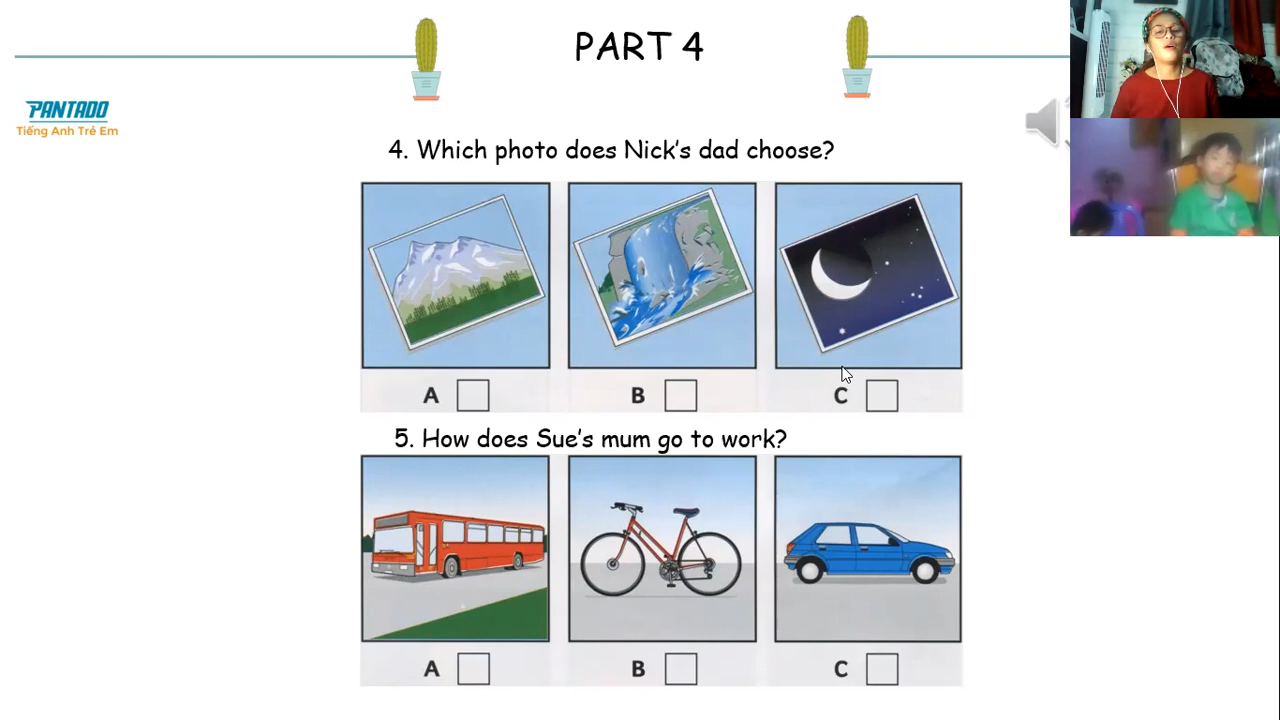 PART 4
PANTADO
Tiếng Anh Trẻ Em
4. Which photo does Nick's dad choose?
A
B
C
5. How does Sue's mum go to work?
A
B
C